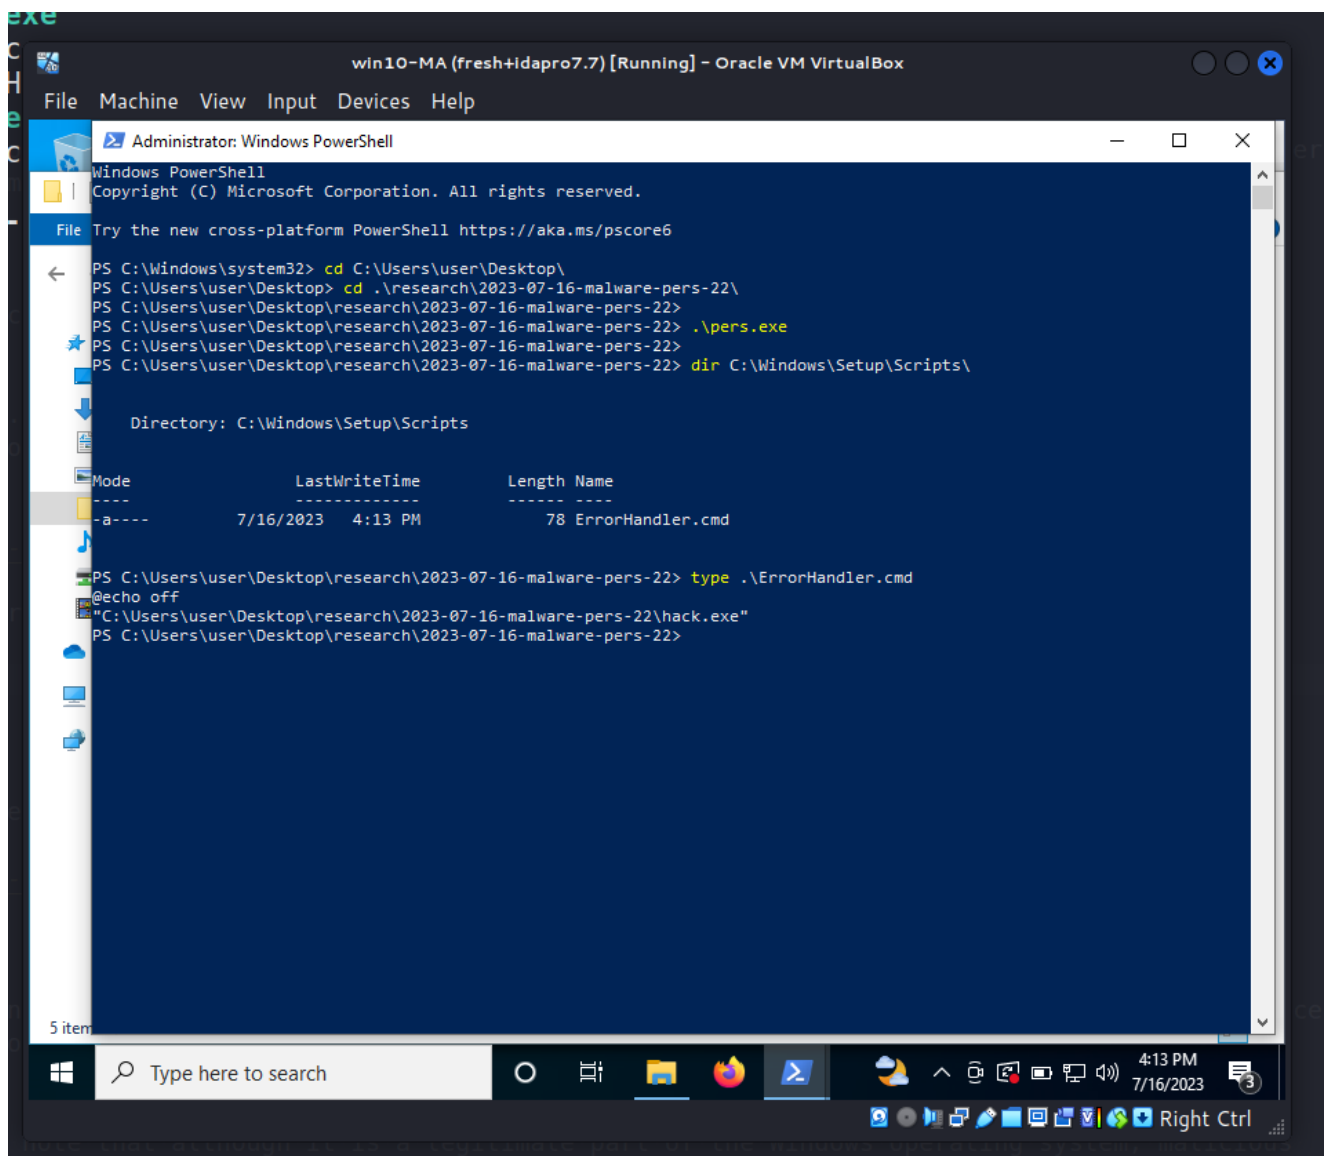 exe
win10-MA (fresh+idapro7.7) [Running] - Oracle VM VirtualBox
File Machine View Input Devices Help
Administrator: Windows PowerShell
Windows PowerShell
Copyright (C) Microsoft Corporation. All rights reserved.
Try the new cross-platform PowerShell https://aka.ms/pscore6
File
PS C:\Windows\system32> cd C:\Users\user\Desktop\
PS C:\Users\user\Desktop> cd .\research\2023-07-16-malware-pers-22\
PS C:\Users\user\Desktop\research\2023-07-16-malware-pers-22>
PS C:\Users\user\Desktop\research\2023-07-16-malware-pers-22> .\pers.exe
PS C:\Users\user\Desktop\research\2023-07-16-malware-pers-22>
PS C:\Users\user\Desktop\research\2023-07-16-malware-pers-22> dir C:\Windows\Setup\Scripts\
Directory: C:\Windows\Setup\Scripts
Mode LastWriteTime Length Name
---- ------------- ------ ----
-a---- 7/16/2023 4:13 PM 78 ErrorHandler.cmd
PS C:\Users\user\Desktop\research\2023-07-16-malware-pers-22> type .\ErrorHandler.cmd
@echo off
"C:\Users\user\Desktop\research\2023-07-16-malware-pers-22\hack.exe"
PS C:\Users\user\Desktop\research\2023-07-16-malware-pers-22>
5 item
Type here to search
4:13 PM
7/16/2023
3
Right Ctrl